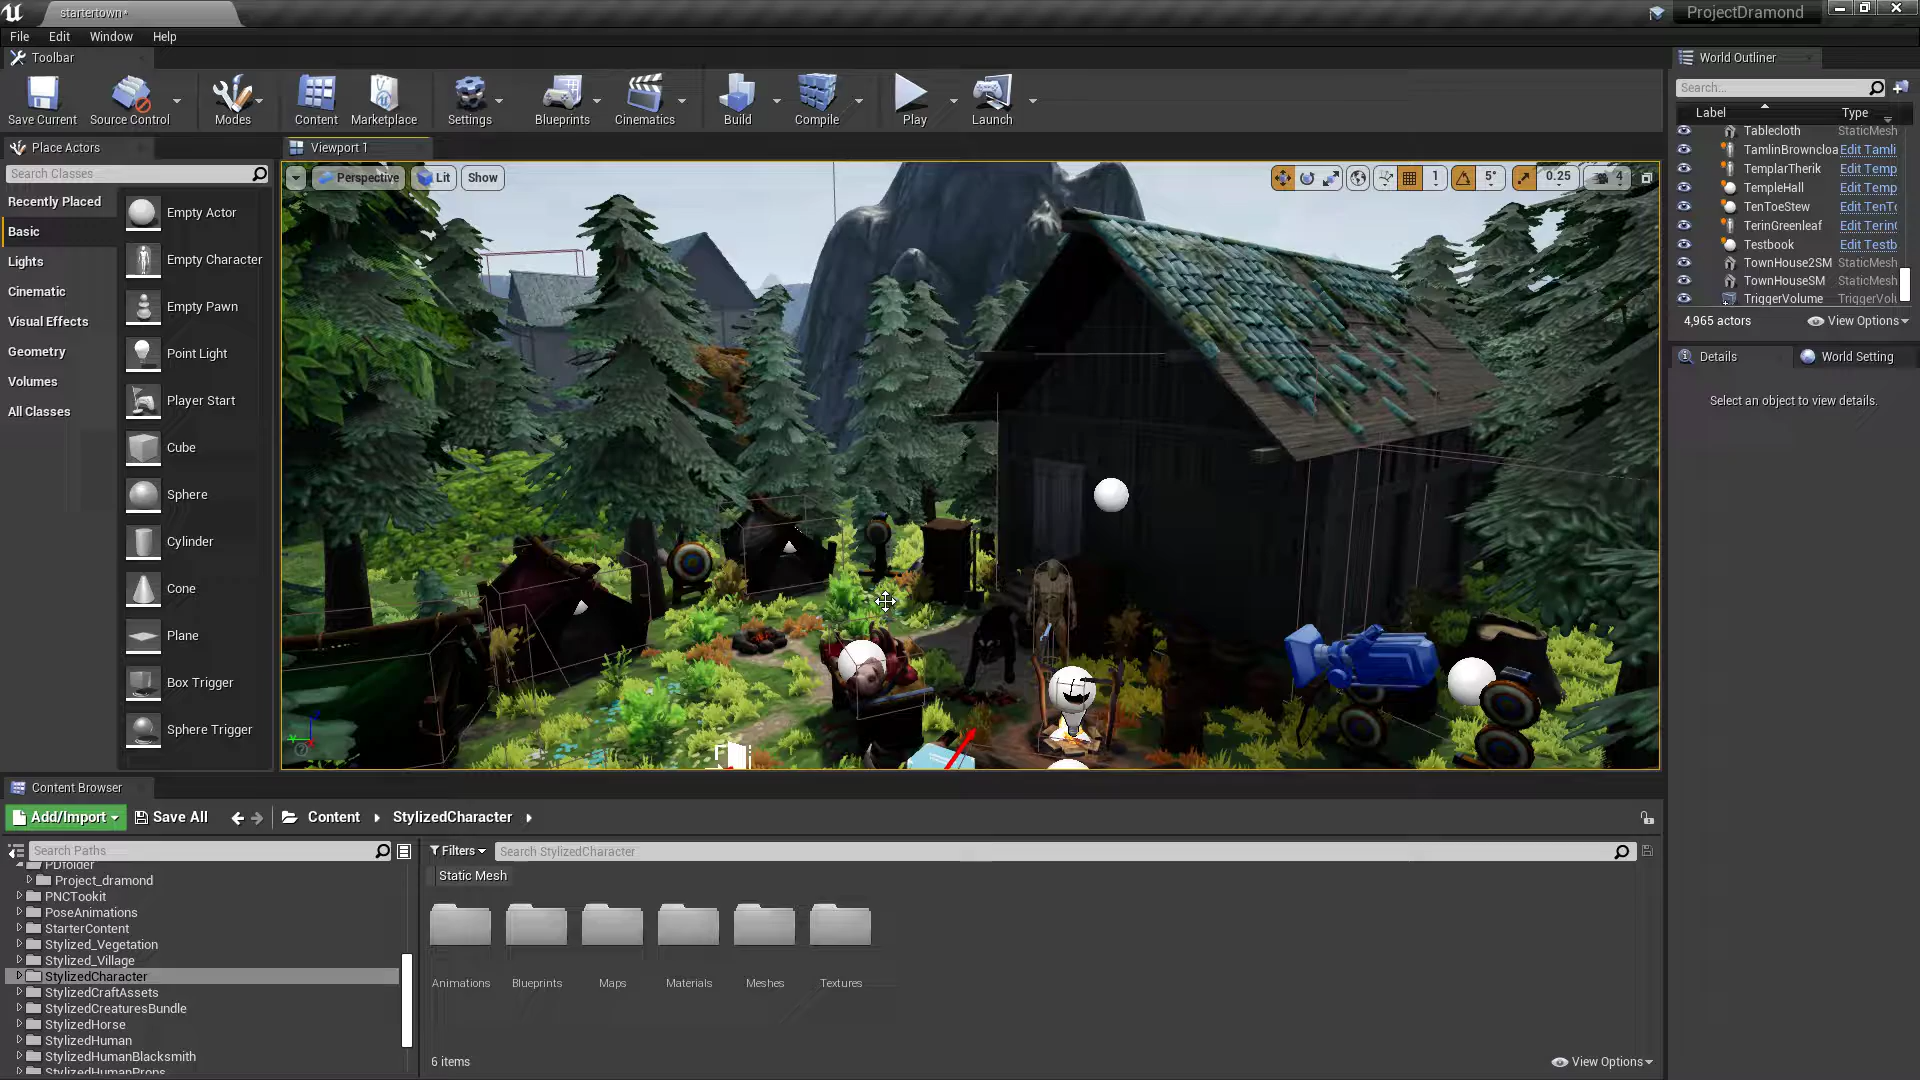 startertown•
ProjectDramond
File Edit Window Help
Toolbar
Save Current
Source Control
Modes
Content
Marketplace
Settings
Blueprints
Cinematics
Build
Compile
Play
Launch
Place Actors
Search Classes
Recently Placed
Basic
Lights
Cinematic
Visual Effects
Geometry
Volumes
All Classes
Empty Actor
Empty Character
Empty Pawn
Point Light
Player Start
Cube
Sphere
Cylinder
Cone
Plane
Box Trigger
Sphere Trigger
Viewport 1
Perspective
Lit
Show
1
5°
0.25
4
World Outliner
Search...
Label Type
Tablecloth StaticMesh
TamlinBrowncloa Edit Tamli
TemplarTherik Edit Temp
TempleHall Edit Temp
TenToeStew Edit TenTo
TerinGreenleaf Edit Terin
Testbook Edit Testb
TownHouse2SM StaticMesh
TownHouseSM StaticMesh
TriggerVolume TriggerVolu
4,965 actors
View Options
Details
World Setting
Select an object to view details.
Content Browser
Add/Import
Save All
Content
StylizedCharacter
Search Paths
PDfolder
Project_dramond
PNCTookit
PoseAnimations
StarterContent
Stylized_Vegetation
Stylized_Village
StylizedCharacter
StylizedCraftAssets
StylizedCreaturesBundle
StylizedHorse
StylizedHuman
StylizedHumanBlacksmith
StylizedHumanProps
Filters
Search StylizedCharacter
Static Mesh
Animations
Blueprints
Maps
Materials
Meshes
Textures
6 items
View Options